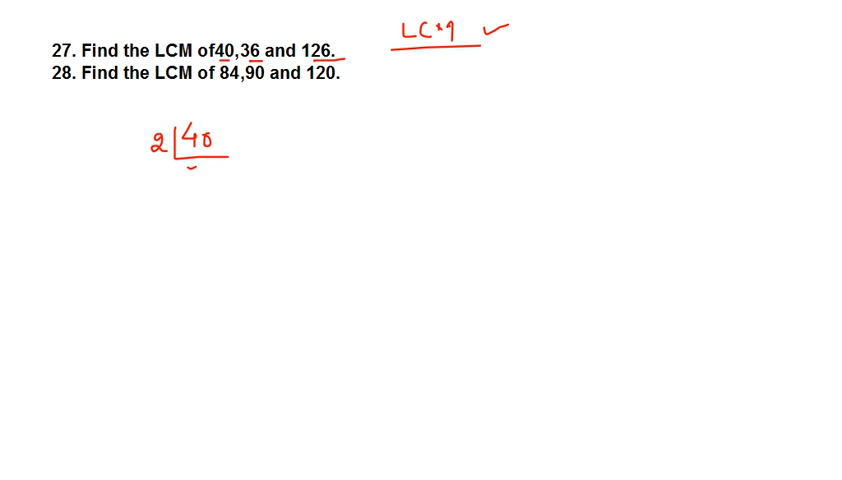 27. Find the LCM of40,36 and 126.
28. Find the LCM of 84,90 and 120.
2 40